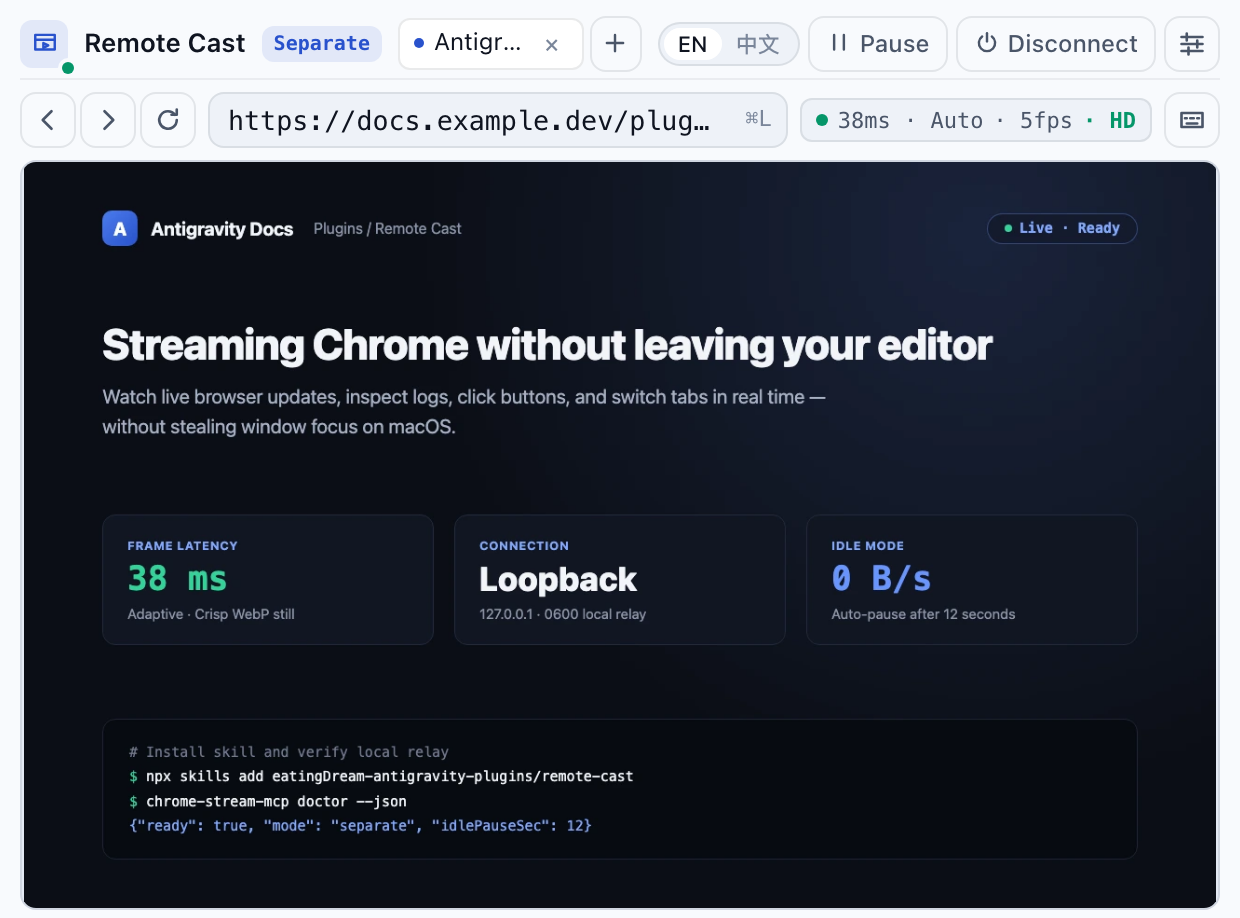 Remote Cast Separate Antigr... × + EN 中文 Pause Disconnect
https://docs.example.dev/plug… ⌘L 38ms · Auto · 5fps · HD
A Antigravity Docs Plugins / Remote Cast Live · Ready
Streaming Chrome without leaving your editor
Watch live browser updates, inspect logs, click buttons, and switch tabs in real time —
without stealing window focus on macOS.
FRAME LATENCY
38 ms
Adaptive · Crisp WebP still
CONNECTION
Loopback
127.0.0.1 · 0600 local relay
IDLE MODE
0 B/s
Auto-pause after 12 seconds
# Install skill and verify local relay
$ npx skills add eatingDream-antigravity-plugins/remote-cast
$ chrome-stream-mcp doctor --json
{"ready": true, "mode": "separate", "idlePauseSec": 12}